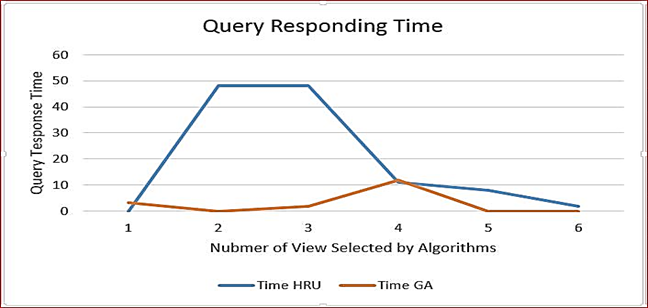 Query Responding Time
60
50
40
30
20
10
0
Query Tesponse Time
1 2 3 4 5 6
Nubmer of View Selected by Algorithms
Time HRU Time GA